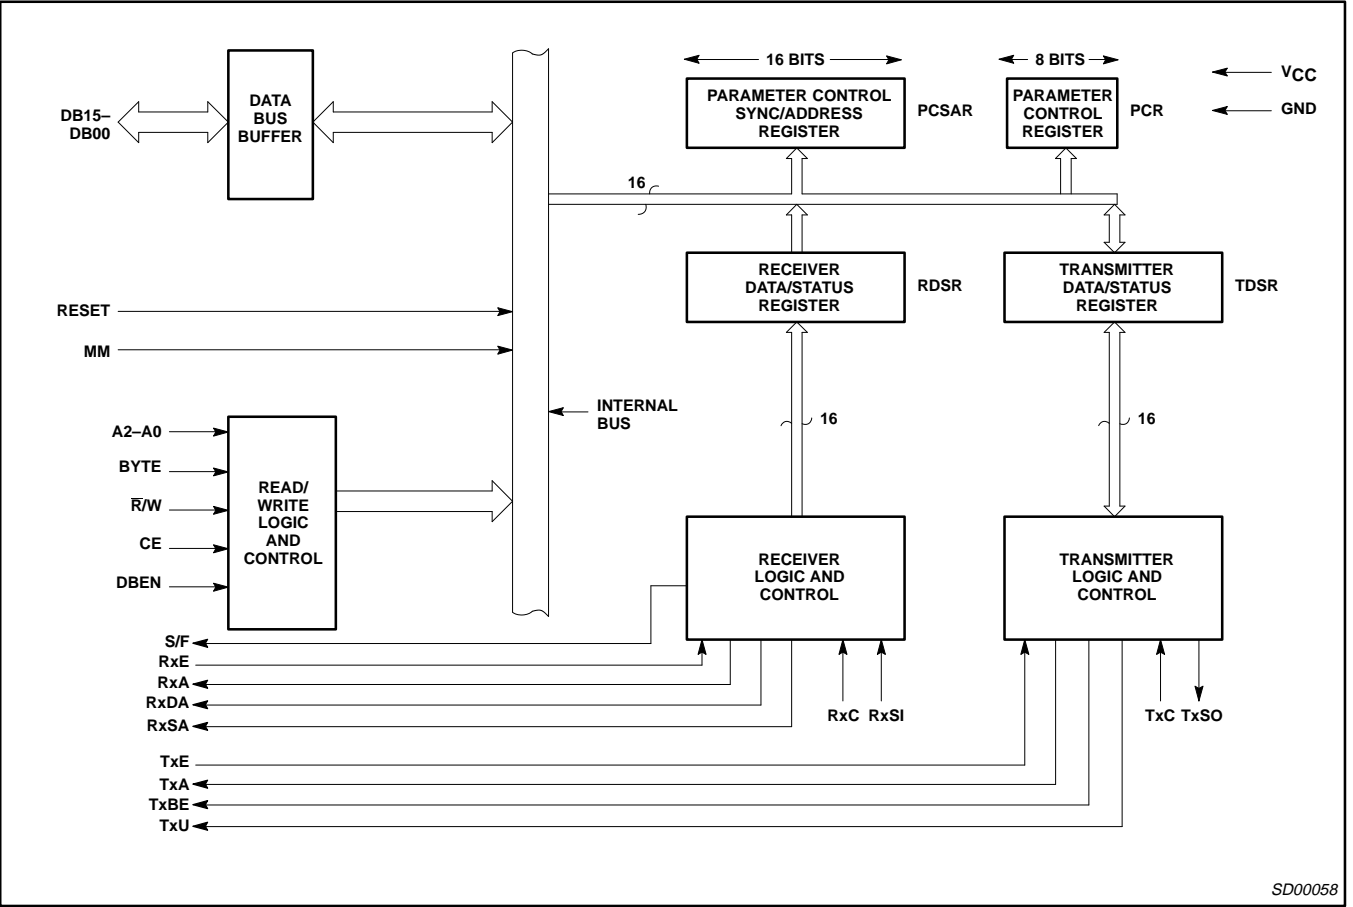 16 BITS
8 BITS
VCC
GND
DB15–
DB00
DATA
BUS
BUFFER
PARAMETER CONTROL
SYNC/ADDRESS
REGISTER
PCSAR
PARAMETER
CONTROL
REGISTER
PCR
16
RECEIVER
DATA/STATUS
REGISTER
RDSR
TRANSMITTER
DATA/STATUS
REGISTER
TDSR
RESET
MM
INTERNAL
BUS
16
16
A2–A0
BYTE
R̅/W
CE
DBEN
READ/
WRITE
LOGIC
AND
CONTROL
RECEIVER
LOGIC AND
CONTROL
TRANSMITTER
LOGIC AND
CONTROL
S/F
RxE
RxA
RxDA
RxSA
RxC RxSI
TxC TxSO
TxE
TxA
TxBE
TxU
SD00058